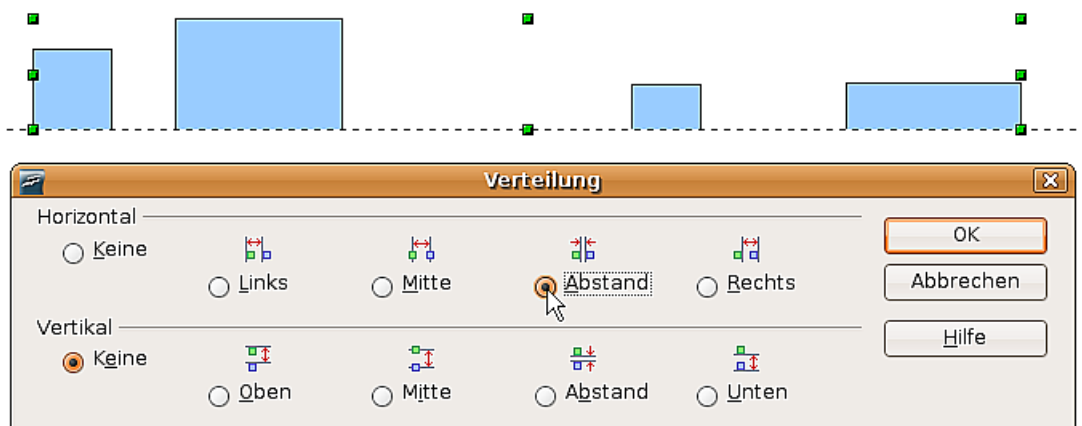 Verteilung
Horizontal
Keine
Links
Mitte
Abstand
Rechts
Vertikal
Keine
Oben
Mitte
Abstand
Unten
OK
Abbrechen
Hilfe